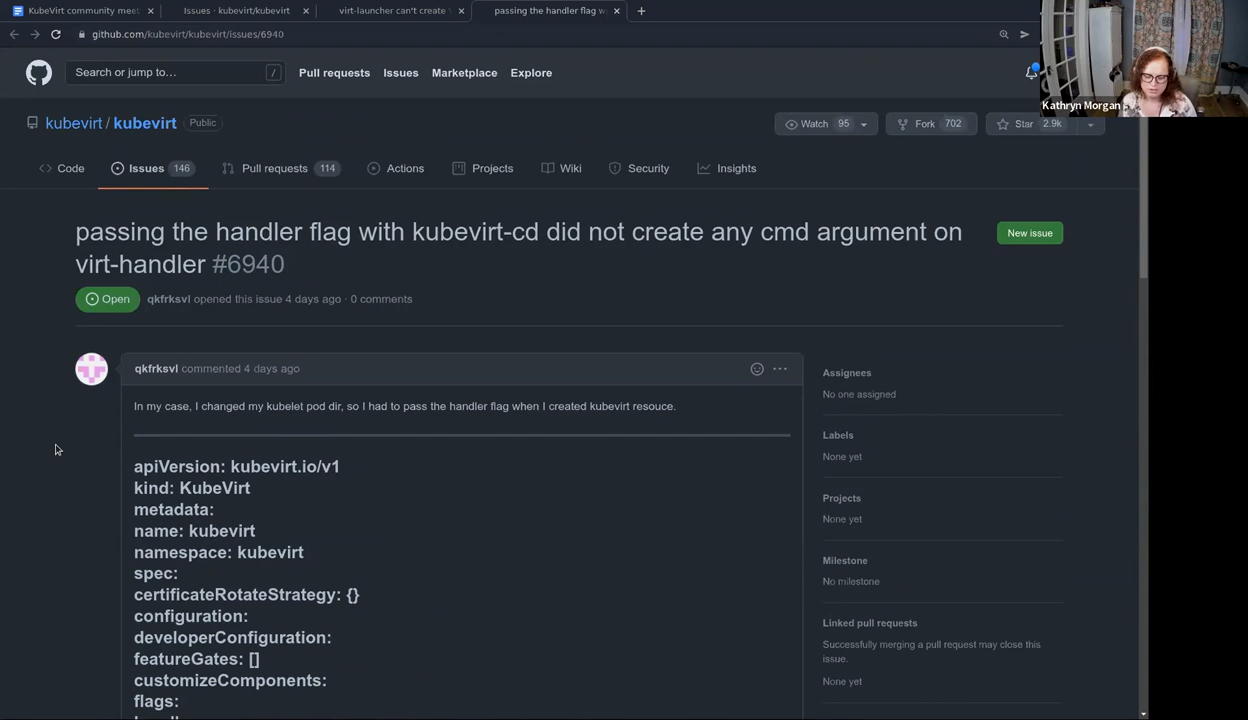 KubeVirt community meet
Issues · kubevirt/kubevirt
virt-launcher can't create
passing the handler flag w
github.com/kubevirt/kubevirt/issues/6940
Kathryn Morgan
Search or jump to…
/
Pull requests
Issues
Marketplace
Explore
kubevirt / kubevirt
Public
Watch 95
Fork 702
Star 2.9k
Code
Issues 146
Pull requests 114
Actions
Projects
Wiki
Security
Insights
passing the handler flag with kubevirt-cd did not create any cmd argument on
virt-handler #6940
New issue
Open
qkfrksvl opened this issue 4 days ago · 0 comments
qkfrksvl commented 4 days ago
In my case, I changed my kubelet pod dir, so I had to pass the handler flag when I created kubevirt resouce.
apiVersion: kubevirt.io/v1
kind: KubeVirt
metadata:
name: kubevirt
namespace: kubevirt
spec:
certificateRotateStrategy: {}
configuration:
developerConfiguration:
featureGates: []
customizeComponents:
flags:
Assignees
No one assigned
Labels
None yet
Projects
None yet
Milestone
No milestone
Linked pull requests
Successfully merging a pull request may close this
issue.
None yet